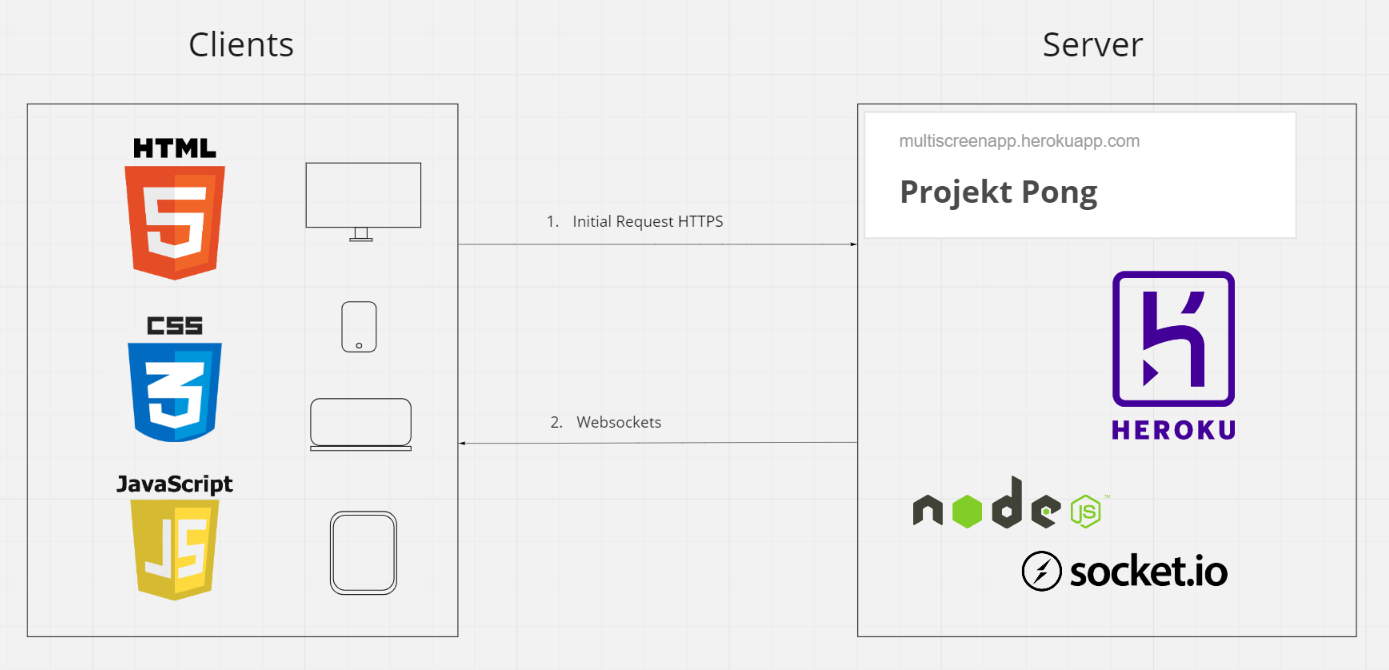 Clients
Server
HTML
5
CSS
3
JavaScript
JS
1. Initial Request HTTPS
2. Websockets
multiscreenapp.herokuapp.com
Projekt Pong
HEROKU
node
JS™
socket.io